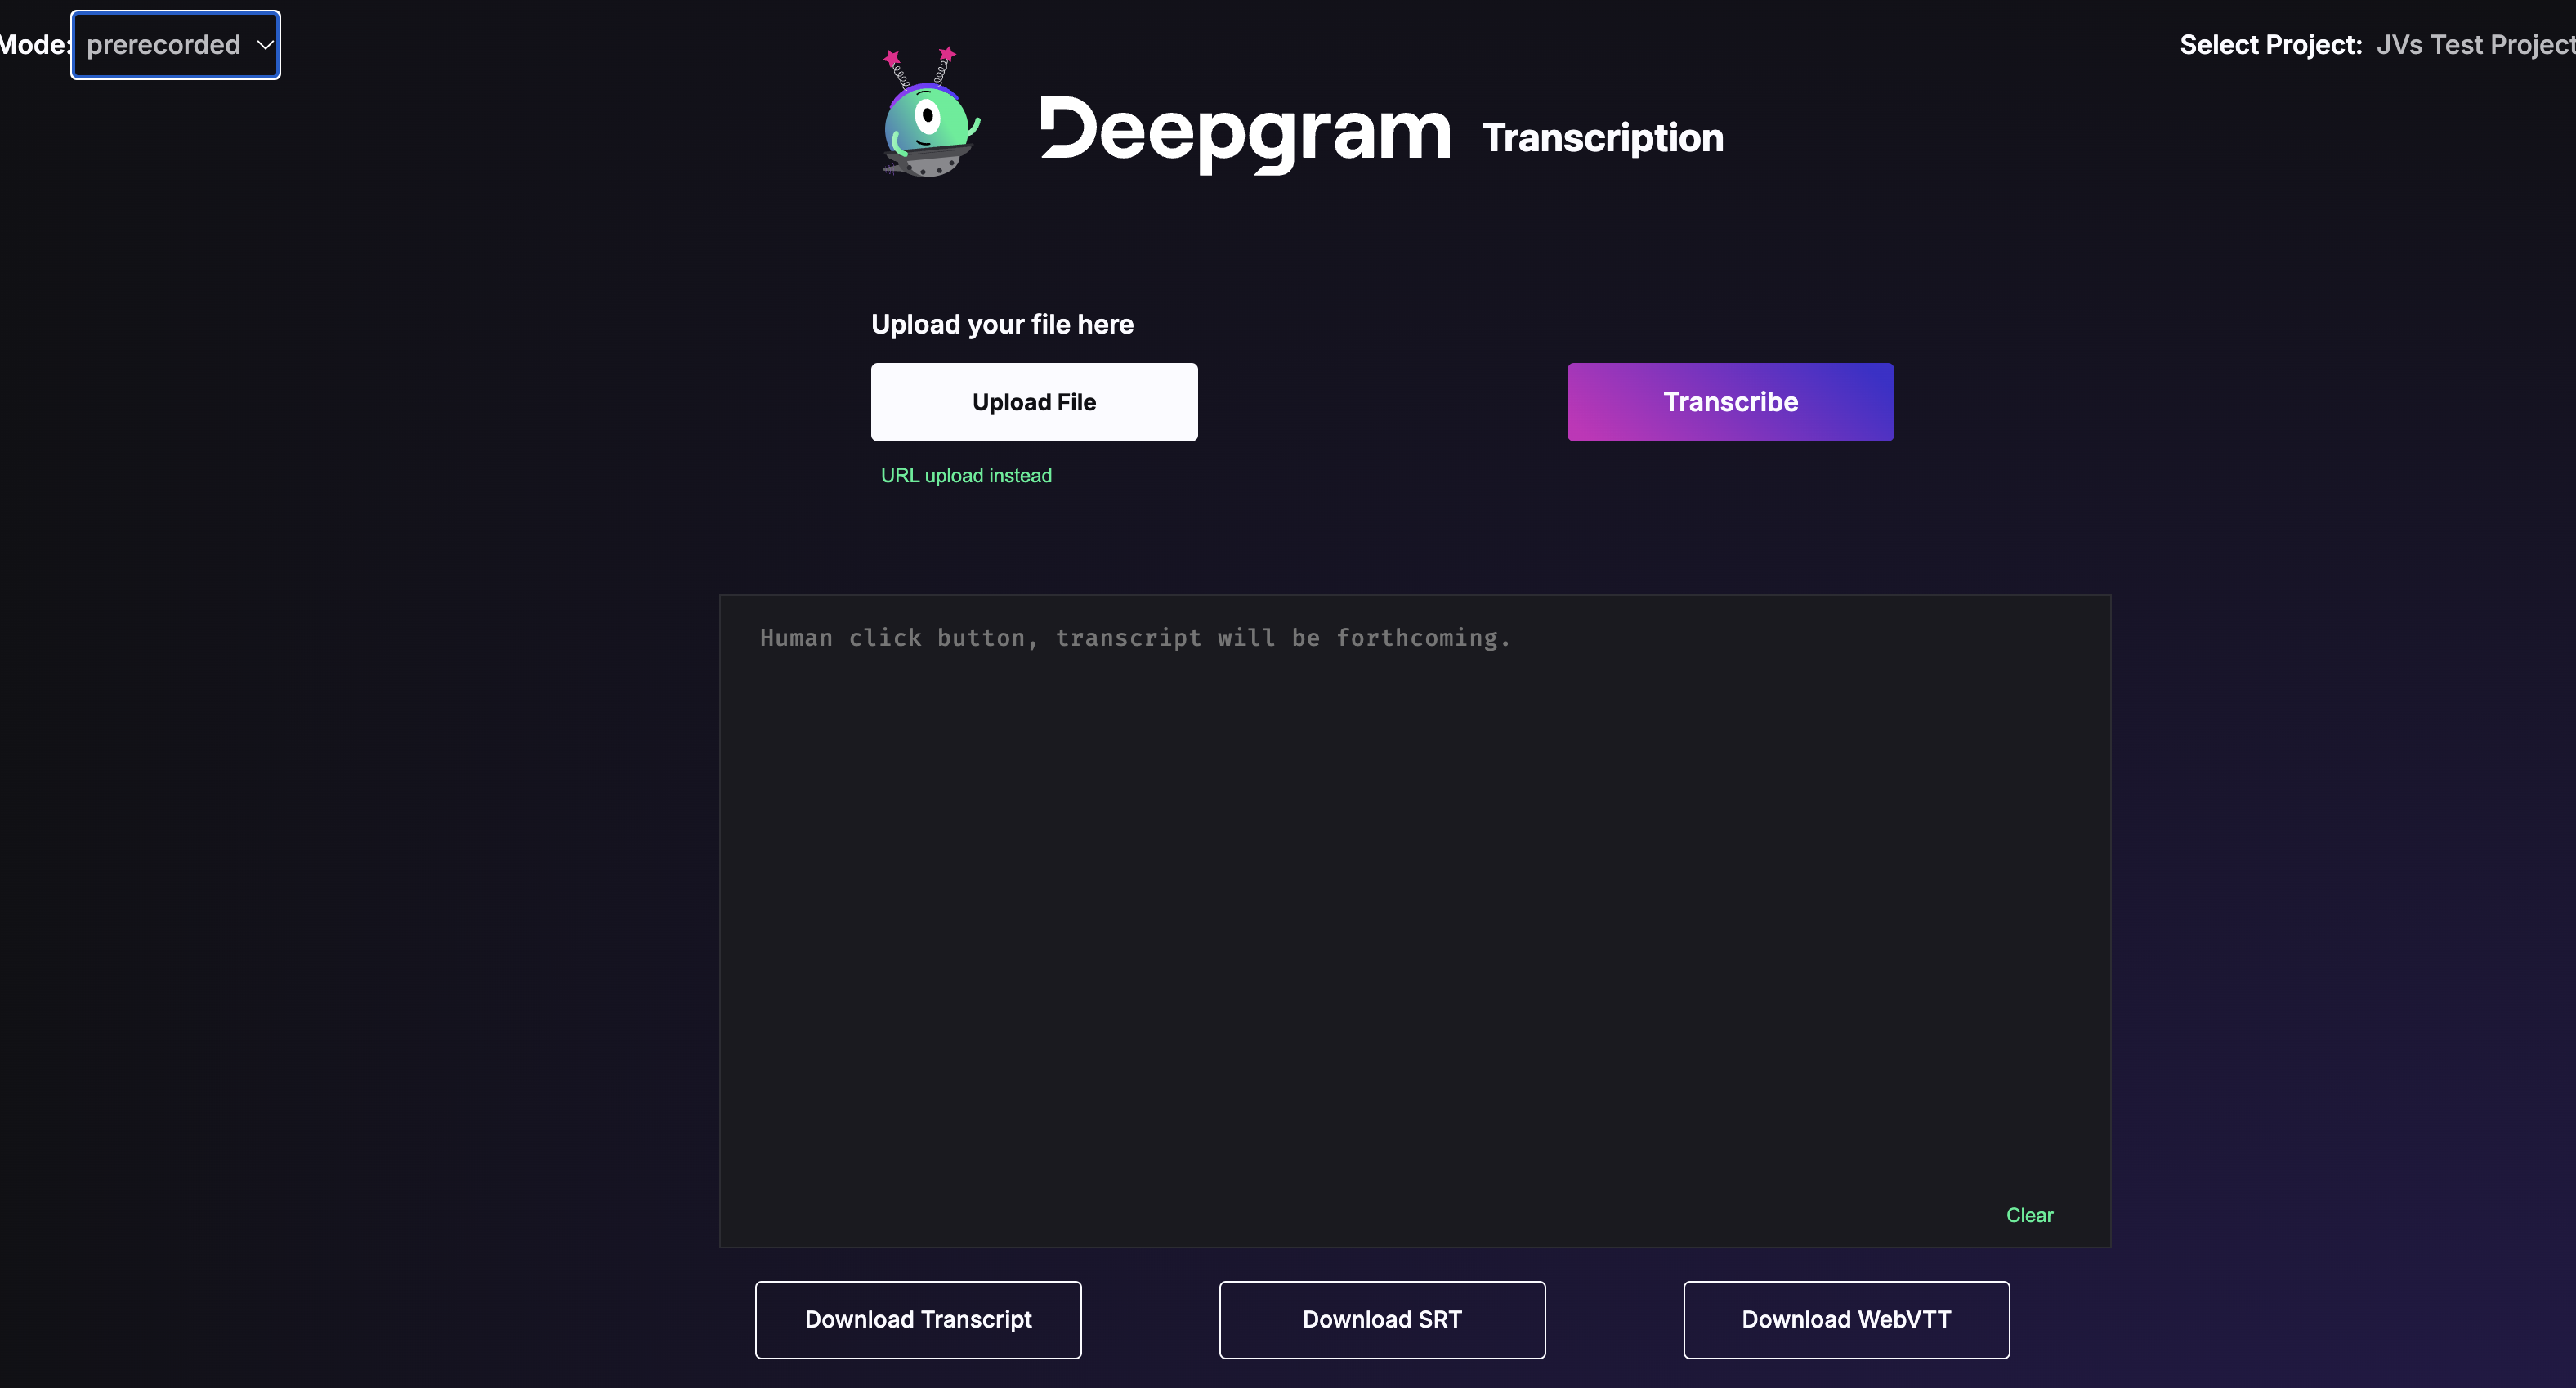 Mode: prerecorded
Select Project: JVs Test Project
Deepgram Transcription
Upload your file here
Upload File
Transcribe
URL upload instead
Human click button, transcript will be forthcoming.
Clear
Download Transcript
Download SRT
Download WebVTT